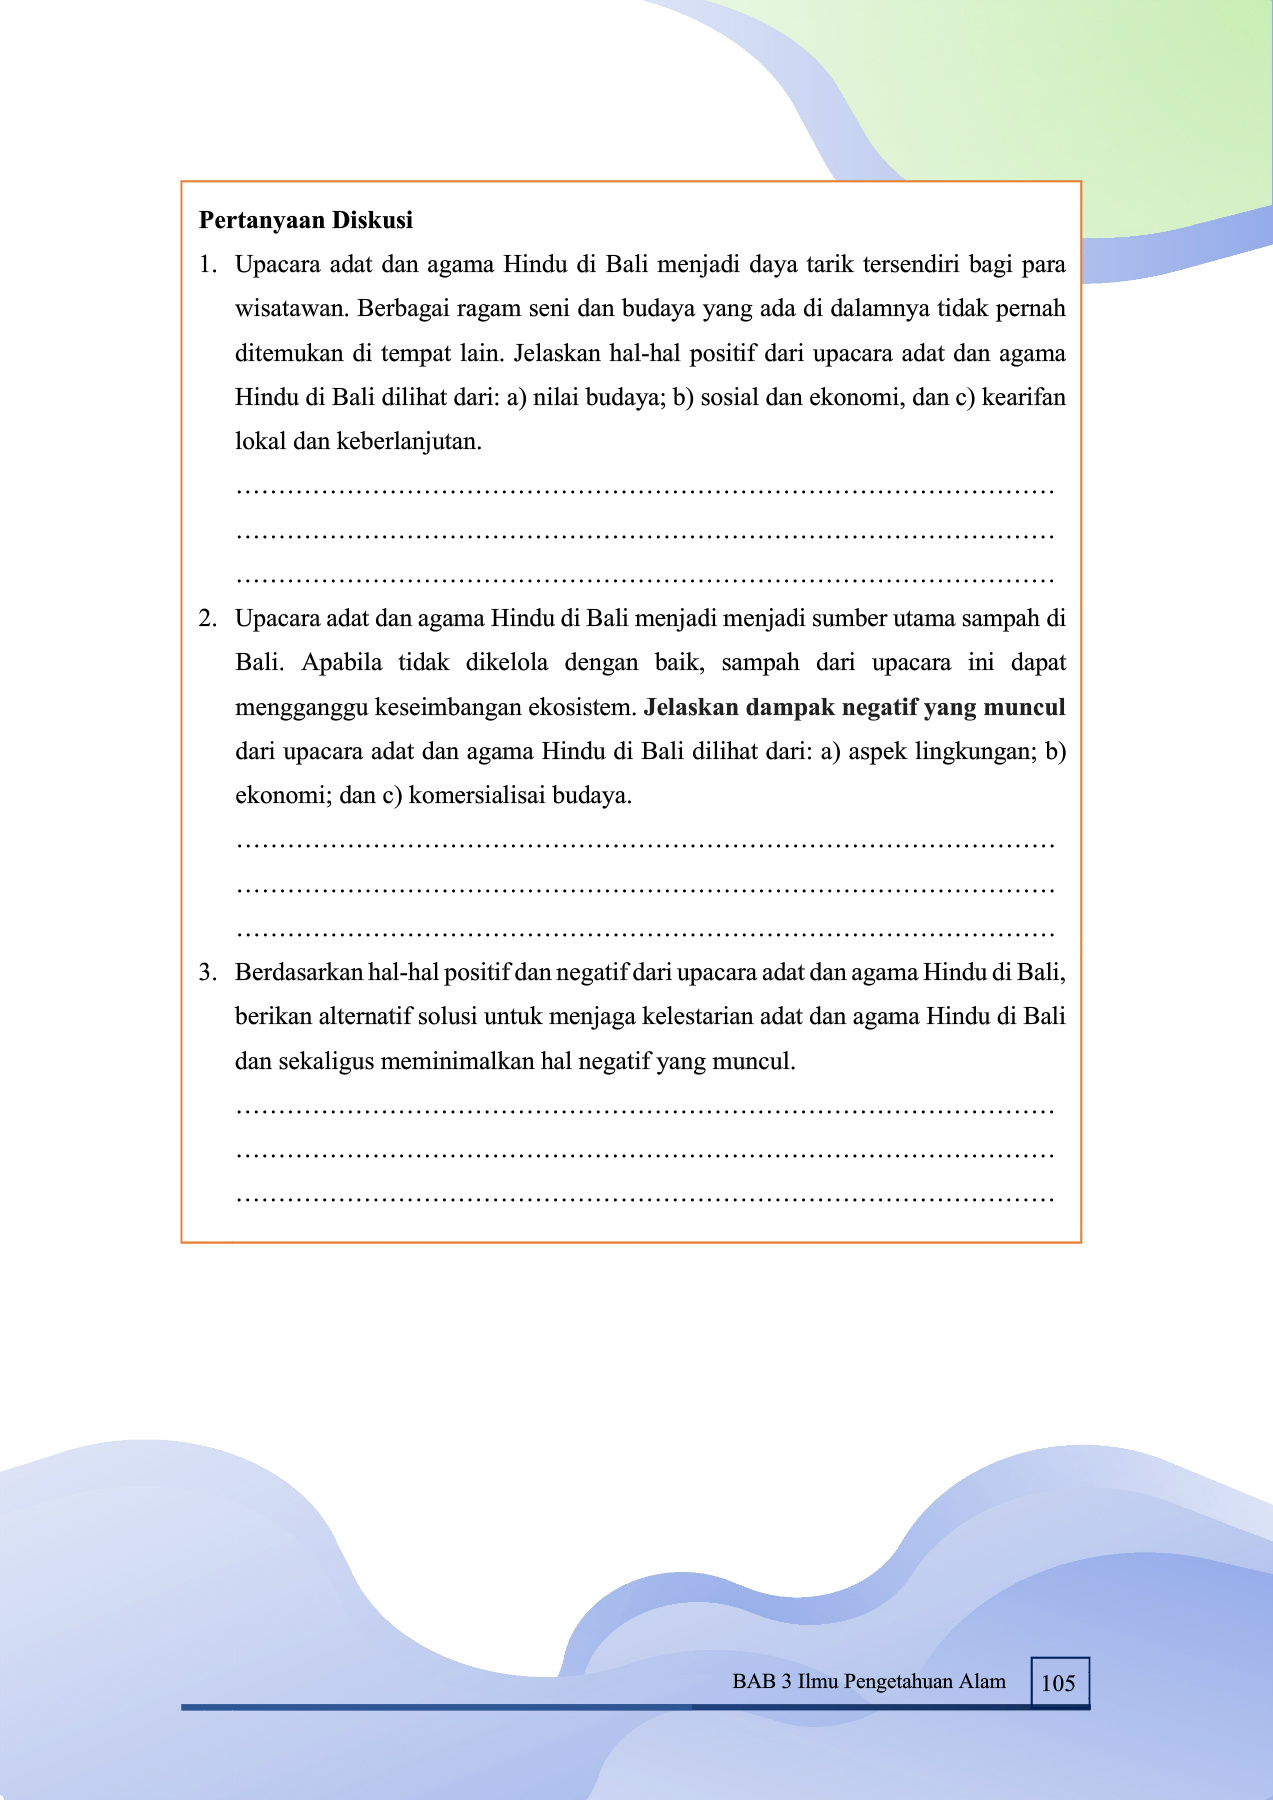 Pertanyaan Diskusi
1. Upacara adat dan agama Hindu di Bali menjadi daya tarik tersendiri bagi para
wisatawan. Berbagai ragam seni dan budaya yang ada di dalamnya tidak pernah
ditemukan di tempat lain. Jelaskan hal-hal positif dari upacara adat dan agama
Hindu di Bali dilihat dari: a) nilai budaya; b) sosial dan ekonomi, dan c) kearifan
lokal dan keberlanjutan.
………………………………………………………………………………………
………………………………………………………………………………………
………………………………………………………………………………………
2. Upacara adat dan agama Hindu di Bali menjadi menjadi sumber utama sampah di
Bali. Apabila tidak dikelola dengan baik, sampah dari upacara ini dapat
mengganggu keseimbangan ekosistem. Jelaskan dampak negatif yang muncul
dari upacara adat dan agama Hindu di Bali dilihat dari: a) aspek lingkungan; b)
ekonomi; dan c) komersialisai budaya.
………………………………………………………………………………………
………………………………………………………………………………………
………………………………………………………………………………………
3. Berdasarkan hal-hal positif dan negatif dari upacara adat dan agama Hindu di Bali,
berikan alternatif solusi untuk menjaga kelestarian adat dan agama Hindu di Bali
dan sekaligus meminimalkan hal negatif yang muncul.
………………………………………………………………………………………
………………………………………………………………………………………
………………………………………………………………………………………
BAB 3 Ilmu Pengetahuan Alam 105